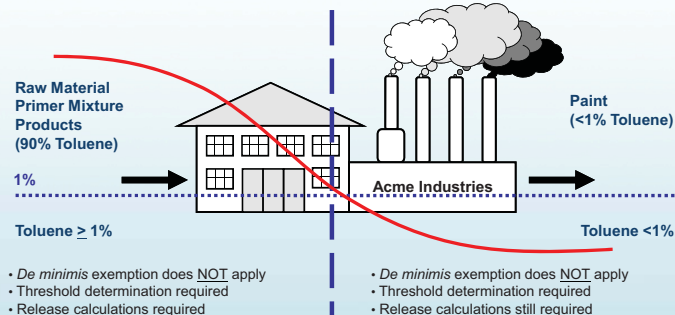 Raw Material
Primer Mixture
Products
(90% Toluene)
1%
Toluene ≥ 1%
Acme Industries
Paint
(<1% Toluene)
Toluene <1%
• De minimis exemption does NOT apply
• Threshold determination required
• Release calculations required
• De minimis exemption does NOT apply
• Threshold determination required
• Release calculations still required